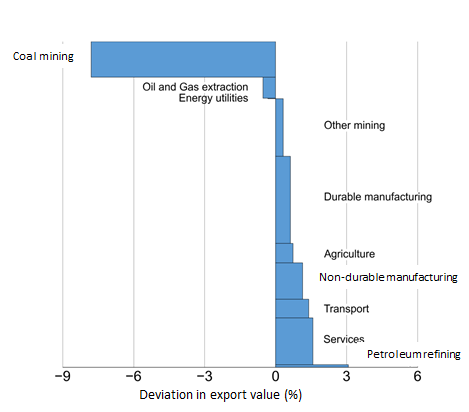 Coal mining
Oil and Gas extraction
Energy utilities
Other mining
Durable manufacturing
Agriculture
Non-durable manufacturing
Transport
Services
Petroleum refining
-9 -6 -3 0 3 6
Deviation in export value (%)